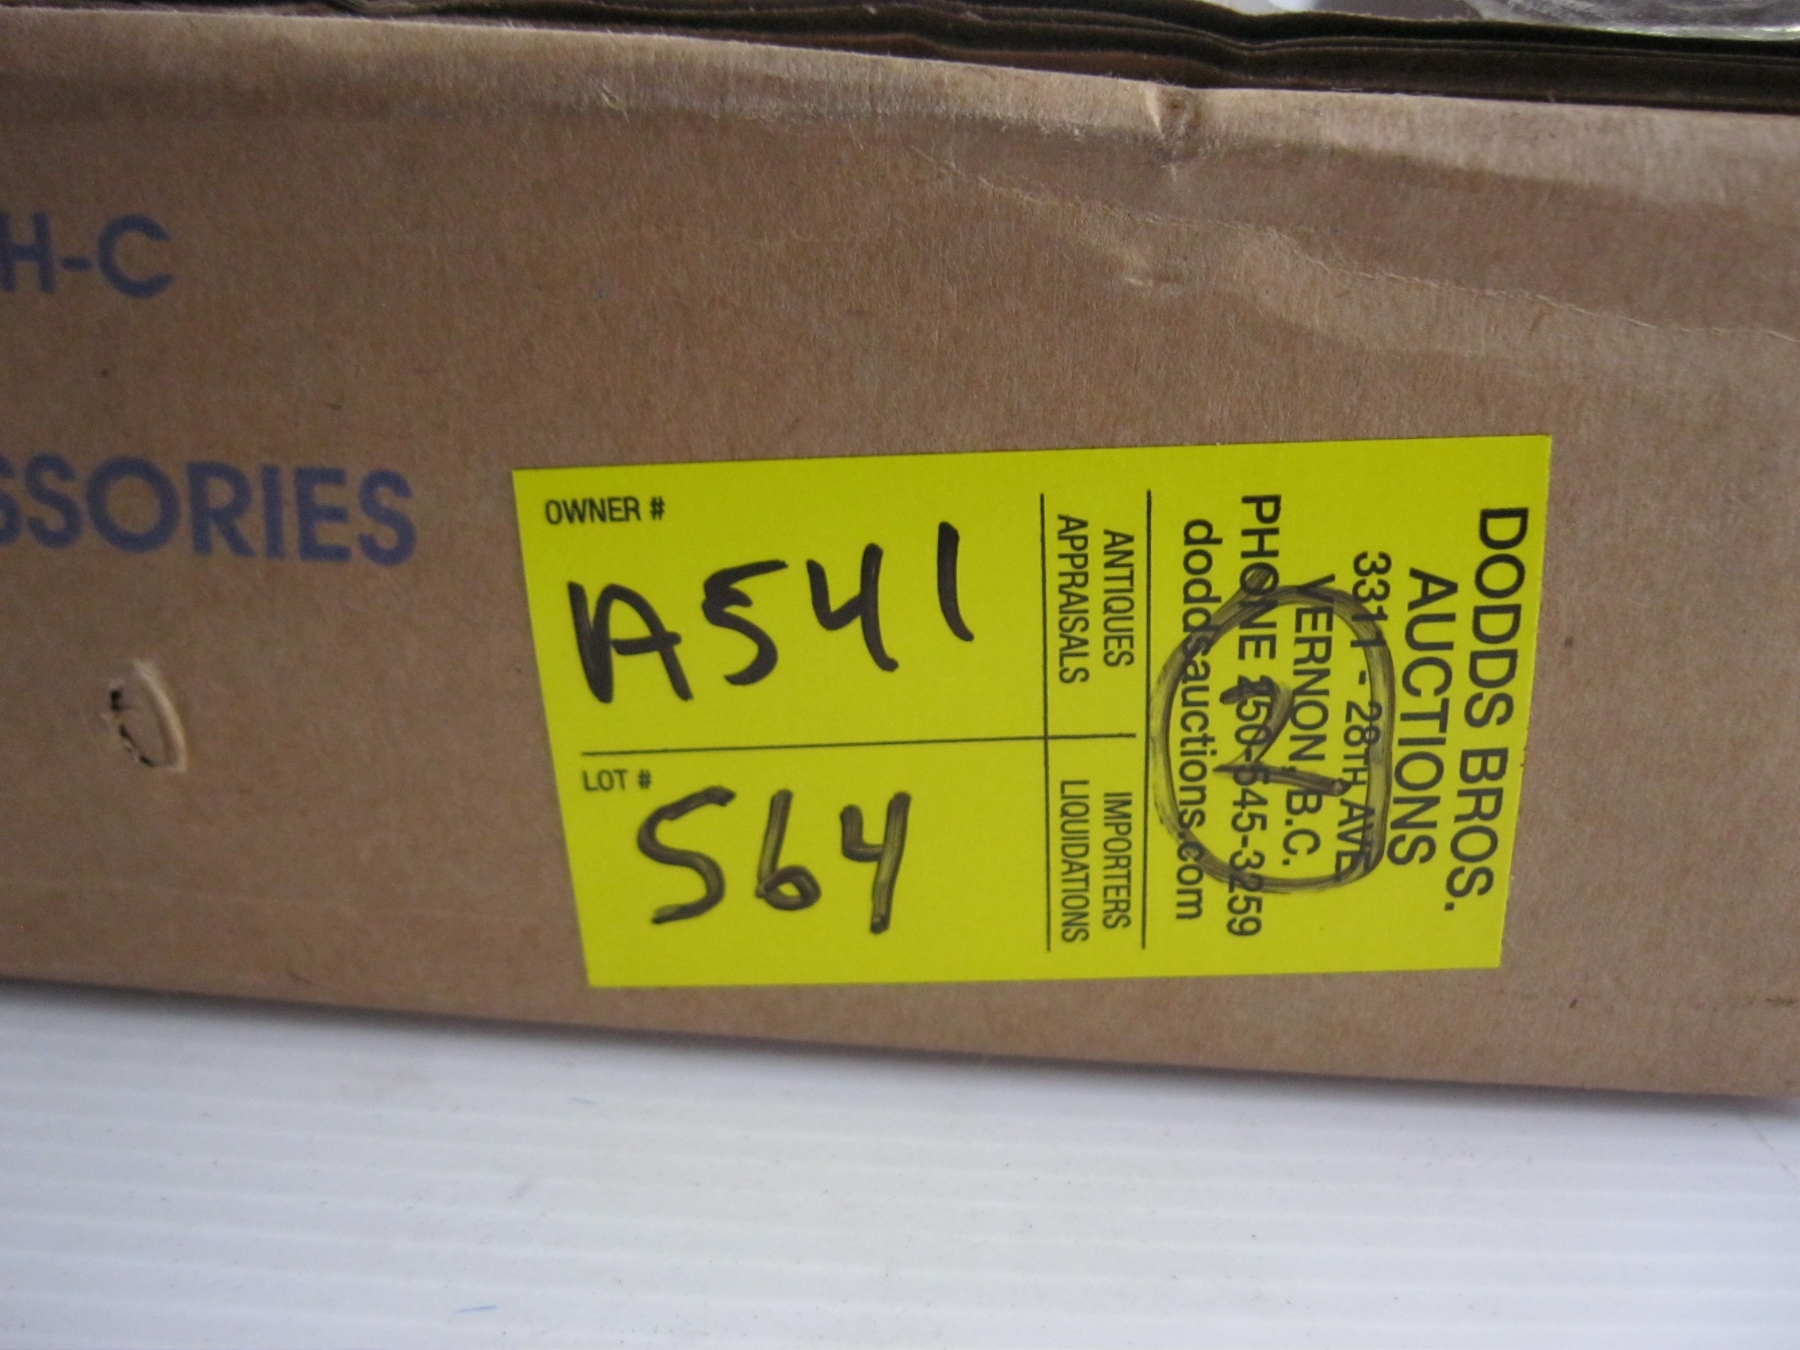 H-C
SSORIES
OWNER #
A541
LOT #
564
DODDS BROS.
AUCTIONS
3311 - 28TH AVE
VERNON, B.C.
PHONE 250-545-3259
doddsauctions.com
2
ANTIQUES IMPORTERS
APPRAISALS LIQUIDATIONS